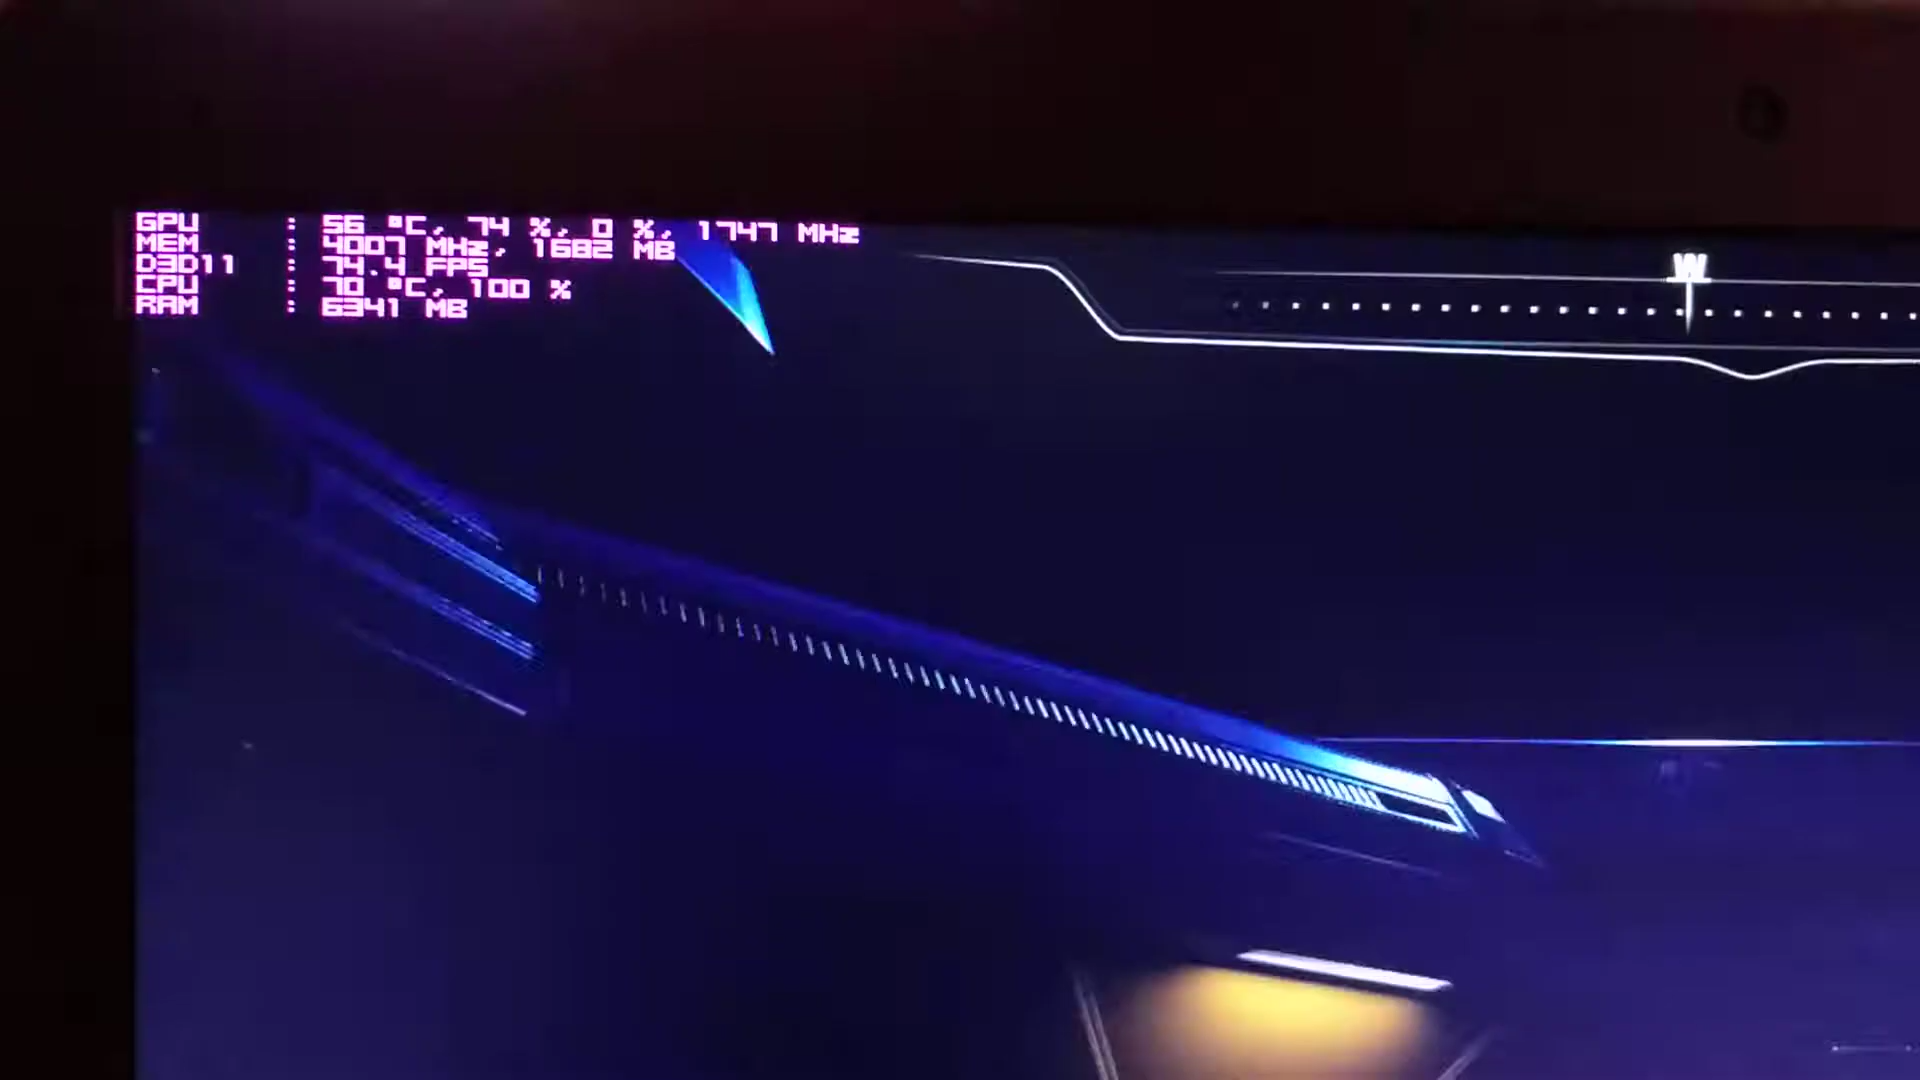 GPU : 56 °C, 74 %, 0 %, 1747 MHz
MEM : 4007 MHz, 1682 MB
D3D11 : 74.4 FPS
CPU : 70 °C, 100 %
RAM : 6341 MB
W